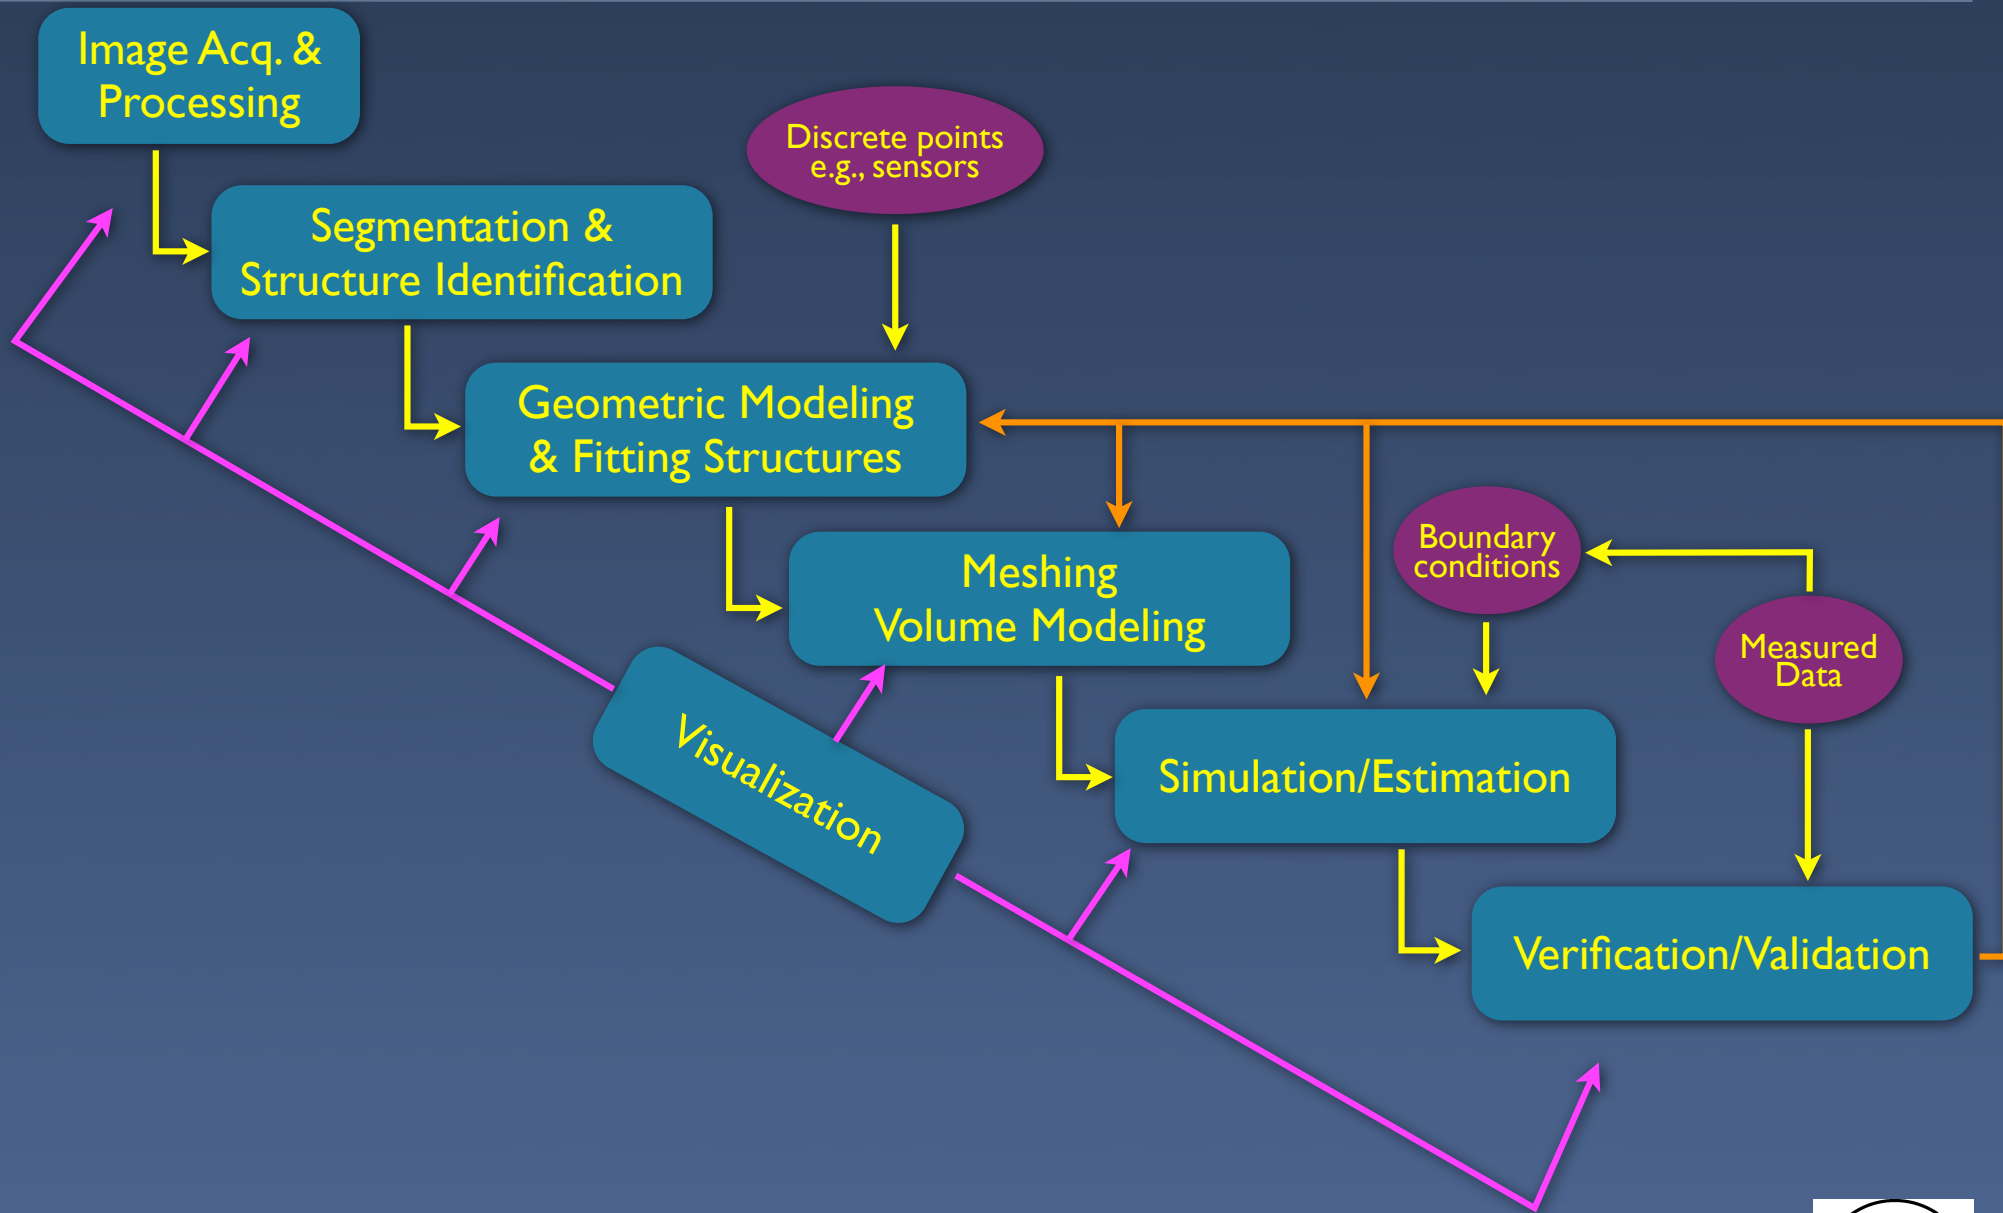 Image Acq. &
Processing
Discrete points
e.g., sensors
Segmentation &
Structure Identification
Geometric Modeling
& Fitting Structures
Boundary
conditions
Meshing
Volume Modeling
Measured
Data
Visualization
Simulation/Estimation
Verification/Validation